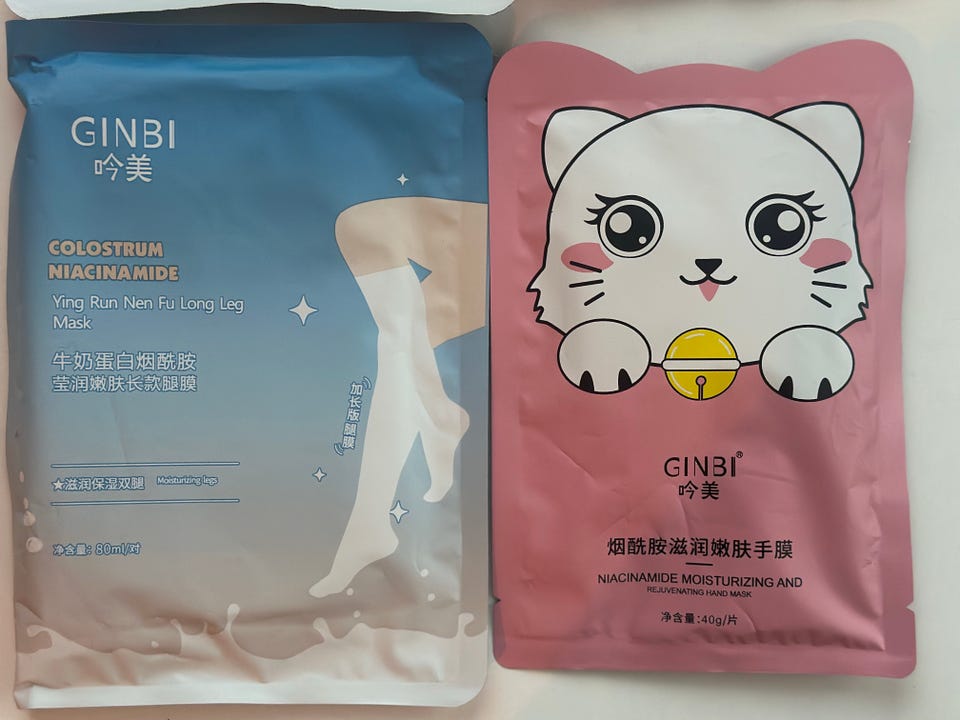 GINBI
吟美
COLOSTRUM
NIACINAMIDE
Ying Run Nen Fu Long Leg
Mask
牛奶蛋白烟酰胺
莹润嫩肤长款腿膜
加长版腿膜
★滋润保湿双腿 Moisturizing legs
净含量: 80ml/对
GINBI®
吟美
烟酰胺滋润嫩肤手膜
NIACINAMIDE MOISTURIZING AND
REJUVENATING HAND MASK
净含量:40g/片